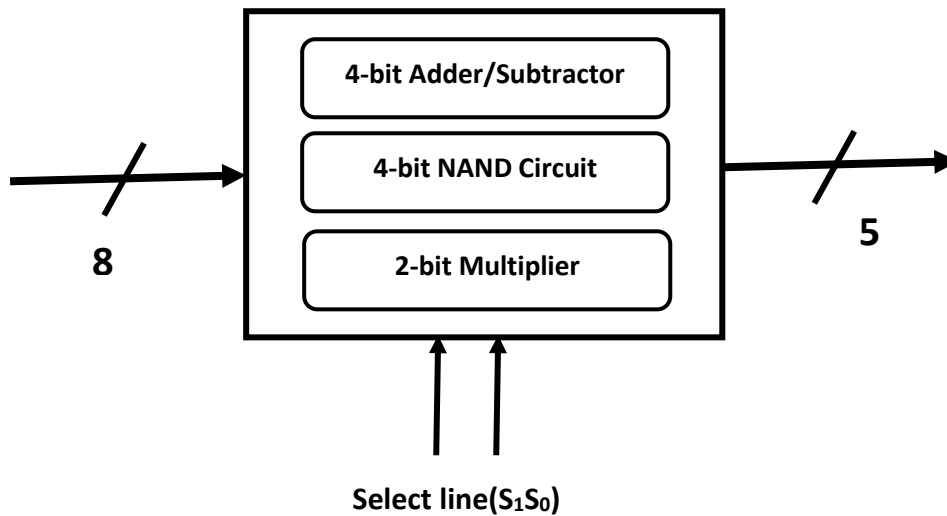 4-bit Adder/Subtractor
4-bit NAND Circuit
8
5
2-bit Multiplier
Select line(S₁S₀)